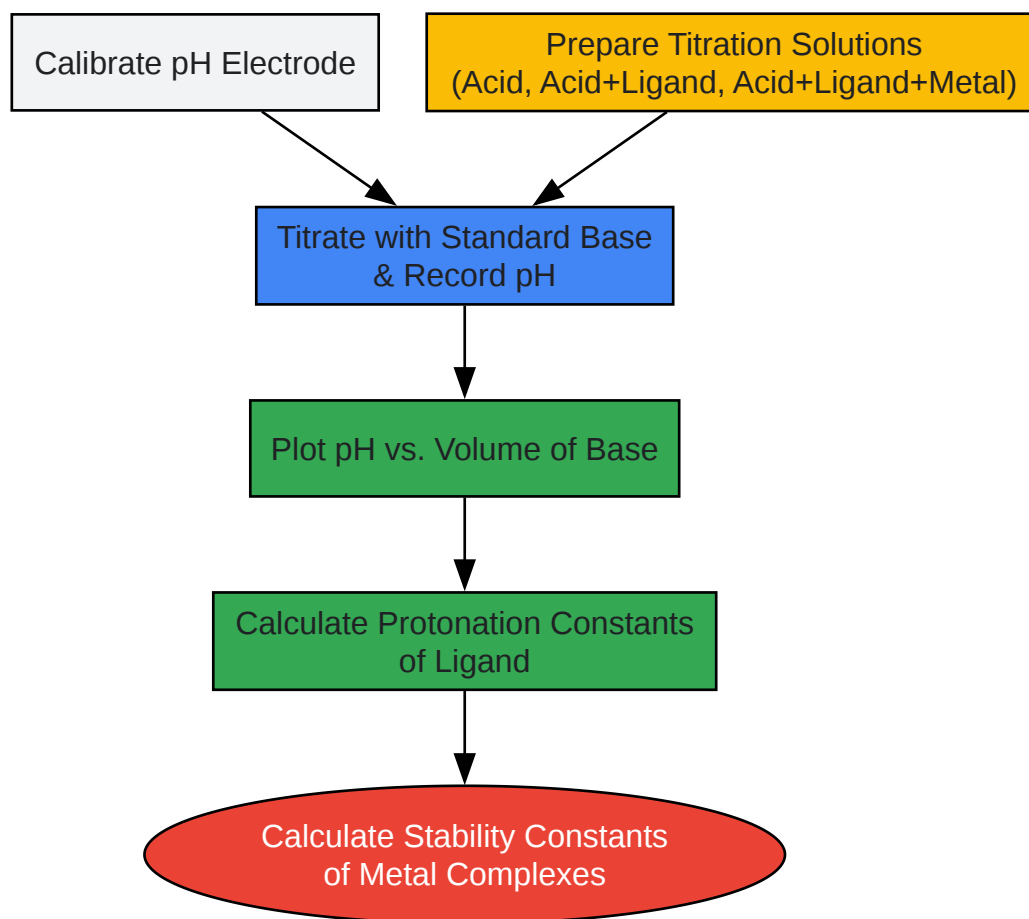 Calibrate pH Electrode
Prepare Titration Solutions
(Acid, Acid+Ligand, Acid+Ligand+Metal)
Titrate with Standard Base
& Record pH
Plot pH vs. Volume of Base
Calculate Protonation Constants
of Ligand
Calculate Stability Constants
of Metal Complexes